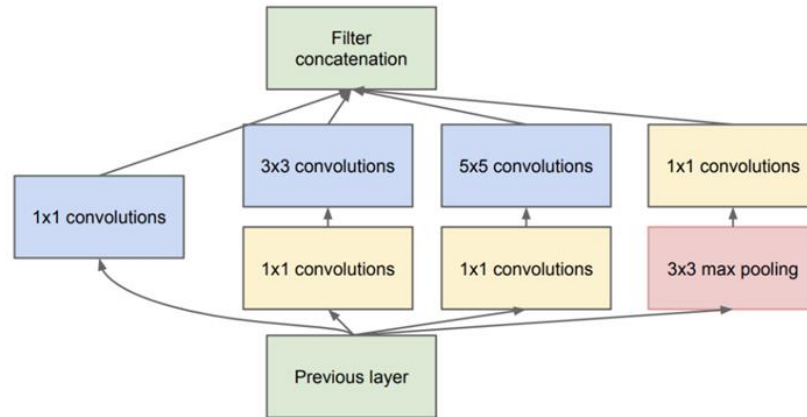 Filter
concatenation
3x3 convolutions
5x5 convolutions
1x1 convolutions
1x1 convolutions
1x1 convolutions
1x1 convolutions
3x3 max pooling
Previous layer